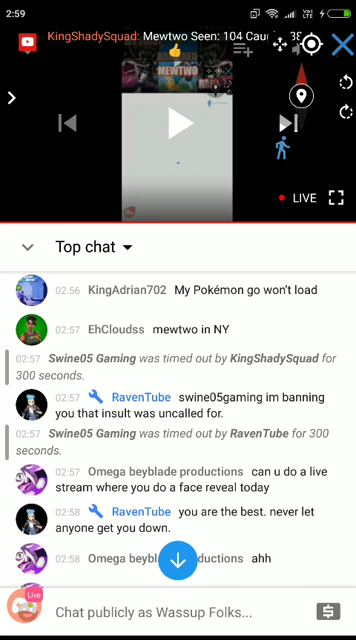 2:59
KingShadySquad: Mewtwo Seen: 104
MEWTWO
LIVE
Top chat
02:56 KingAdrian702 My Pokémon go won't load
02:57 EhCloudss mewtwo in NY
02:57 Swine05 Gaming was timed out by KingShadySquad for
300 seconds.
02:57 RavenTube swine05gaming im banning
you that insult was uncalled for.
02:57 Swine05 Gaming was timed out by RavenTube for 300
seconds.
02:57 Omega beyblade productions can u do a live
stream where you do a face reveal today
02:58 RavenTube you are the best. never let
anyone get you down.
02:58 Omega ductions ahh
Live
Chat publicly as Wassup Folks...